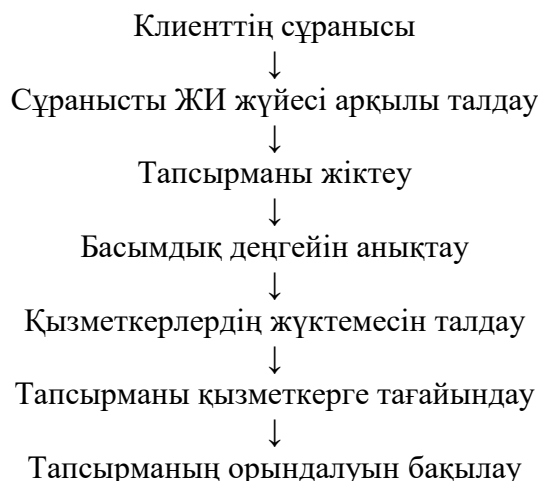 Клиенттің сұранысы
↓
Сұранысты ЖИ жүйесі арқылы талдау
↓
Тапсырманы жіктеу
↓
Басымдық деңгейін анықтау
↓
Қызметкерлердің жүктемесін талдау
↓
Тапсырманы қызметкерге тағайындау
↓
Тапсырманың орындалуын бақылау